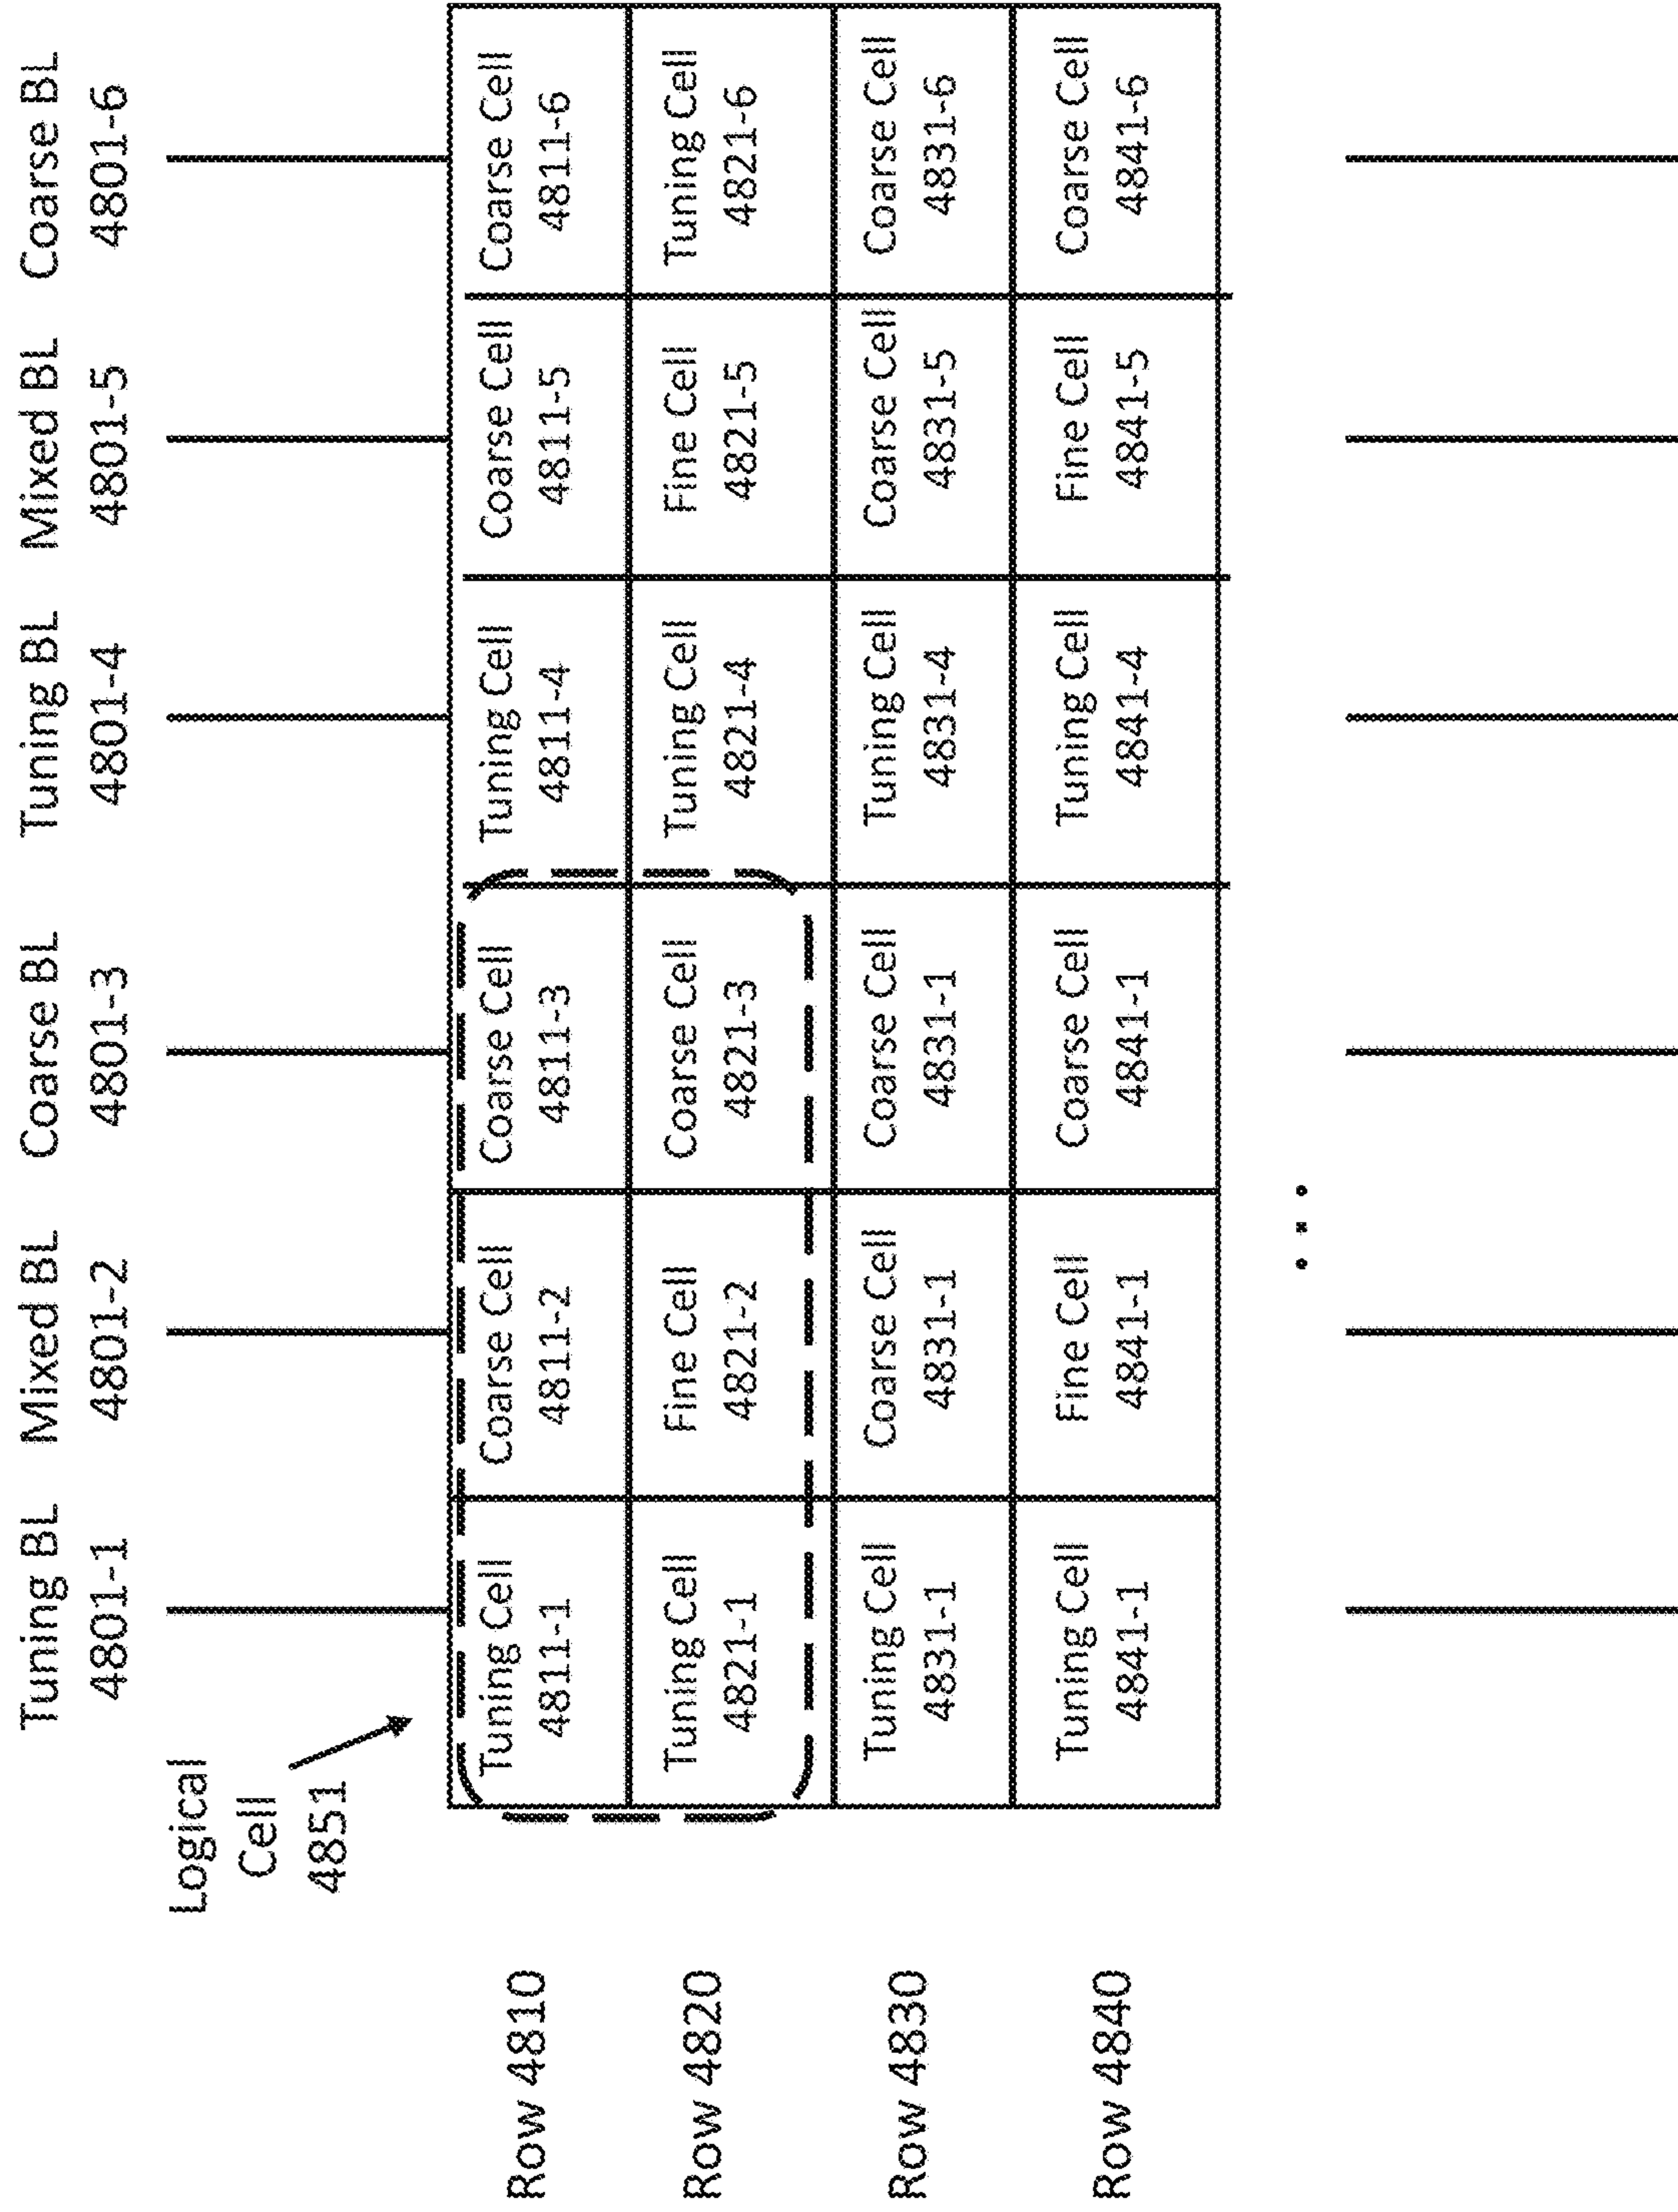 Tuning BL Mixed BL Coarse BL Tuning BL Mixed BL Coarse BL
4801-1 4801-2 4801-3 4801-4 4801-5 4801-6
Logical
Cell
4851
Row 4810
Tuning Cell Coarse Cell Coarse Cell Tuning Cell Coarse Cell Coarse Cell
4811-1 4811-2 4811-3 4811-4 4811-5 4811-6
Row 4820
Tuning Cell Fine Cell Coarse Cell Tuning Cell Fine Cell Tuning Cell
4821-1 4821-2 4821-3 4821-4 4821-5 4821-6
Row 4830
Tuning Cell Coarse Cell Coarse Cell Tuning Cell Coarse Cell Coarse Cell
4831-1 4831-1 4831-1 4831-4 4831-5 4831-6
Row 4840
Tuning Cell Fine Cell Coarse Cell Tuning Cell Fine Cell Coarse Cell
4841-1 4841-1 4841-1 4841-4 4841-5 4841-6